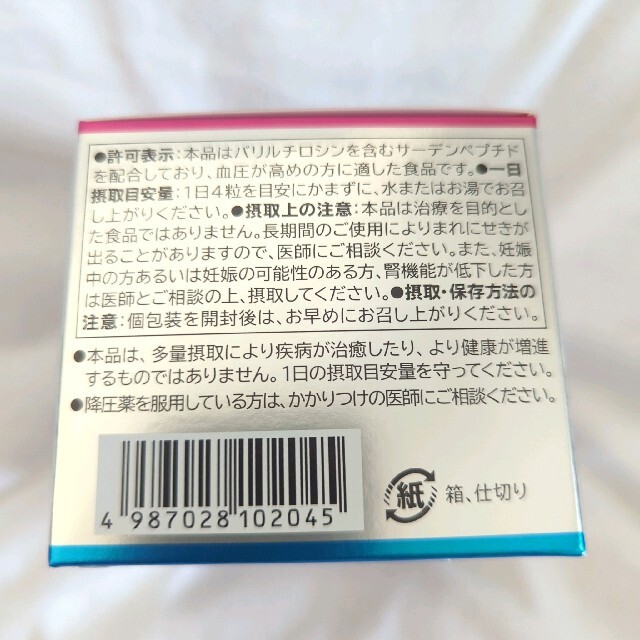 ●許可表示:本品はバリルチロシンを含むサーデンペプチド
を配合しており、血圧が高めの方に適した食品です。●一日
摂取目安量:1日4粒を目安にかまずに、水またはお湯でお召
し上がりください。●摂取上の注意:本品は治療を目的とし
た食品ではありません。長期間のご使用によりまれにせきが
出ることがありますので、医師にご相談ください。また、妊娠
中の方あるいは妊娠の可能性のある方、腎機能が低下した方
は医師とご相談の上、摂取してください。●摂取・保存方法の
注意:個包装を開封後は、お早めにお召し上がりください。
●本品は、多量摂取により疾病が治癒したり、より健康が増進
するものではありません。1日の摂取目安量を守ってください。
●降圧薬を服用している方は、かかりつけの医師にご相談ください。
4 987028 102045
紙 箱、仕切り